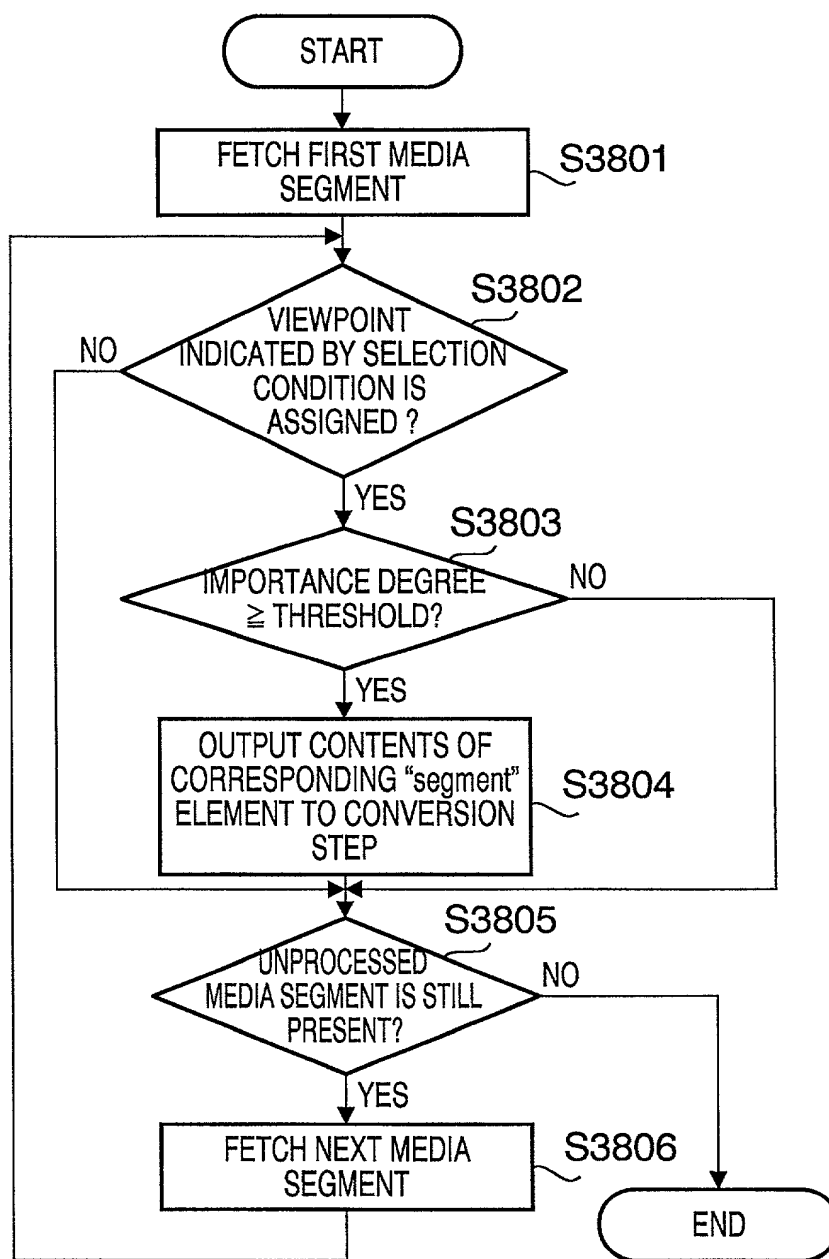 START
FETCH FIRST MEDIA
SEGMENT
S3801
S3802
VIEWPOINT
INDICATED BY SELECTION
CONDITION IS
ASSIGNED ?
NO
YES
S3803
IMPORTANCE DEGREE
≧ THRESHOLD?
NO
YES
OUTPUT CONTENTS OF
CORRESPONDING “segment”
ELEMENT TO CONVERSION
STEP
S3804
S3805
UNPROCESSED
MEDIA SEGMENT IS STILL
PRESENT?
NO
YES
FETCH NEXT MEDIA
SEGMENT
S3806
END